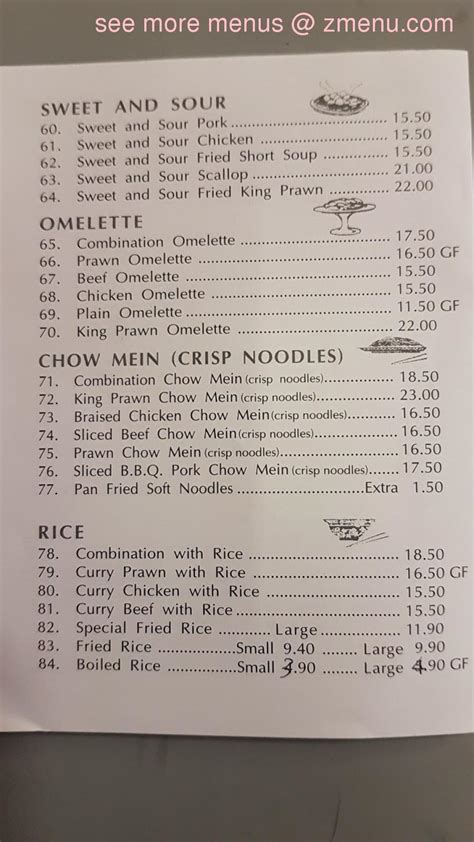 see more menus @ zmenu.com
SWEET AND SOUR
60. Sweet and Sour Pork .......................... 15.50
61. Sweet and Sour Chicken ..................... 15.50
62. Sweet and Sour Fried Short Soup ............ 15.50
63. Sweet and Sour Scallop ........................ 21.00
64. Sweet and Sour Fried King Prawn ............. 22.00
OMELETTE
65. Combination Omelette .............................. 17.50
66. Prawn Omelette ...................................... 16.50 GF
67. Beef Omelette ......................................... 15.50
68. Chicken Omelette .................................... 15.50
69. Plain Omelette ........................................ 11.50 GF
70. King Prawn Omelette ............................... 22.00
CHOW MEIN (CRISP NOODLES)
71. Combination Chow Mein (crisp noodles)............... 18.50
72. King Prawn Chow Mein (crisp noodles)................ 23.00
73. Braised Chicken Chow Mein (crisp noodles).......... 16.50
74. Sliced Beef Chow Mein (crisp noodles)................. 16.50
75. Prawn Chow Mein (crisp noodles)....................... 16.50
76. Sliced B.B.Q. Pork Chow Mein (crisp noodles)....... 17.50
77. Pan Fried Soft Noodles ...........................Extra 1.50
RICE
78. Combination with Rice ............................... 18.50
79. Curry Prawn with Rice ............................... 16.50 GF
80. Curry Chicken with Rice ............................. 15.50
81. Curry Beef with Rice ................................. 15.50
82. Special Fried Rice ........... Large.................... 11.90
83. Fried Rice ..................Small 9.40 ........ Large 9.90
84. Boiled Rice .................Small 3.90 ........ Large 4.90 GF